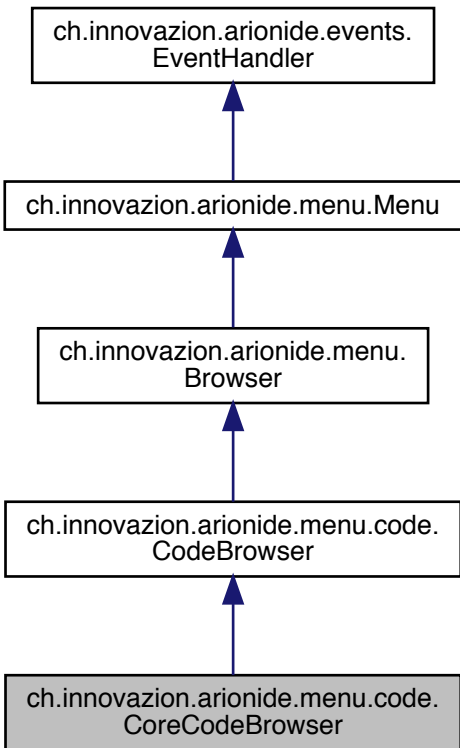 ch.innovazion.arionide.events.
EventHandler
ch.innovazion.arionide.menu.Menu
ch.innovazion.arionide.menu.
Browser
ch.innovazion.arionide.menu.code.
CodeBrowser
ch.innovazion.arionide.menu.code.
CoreCodeBrowser